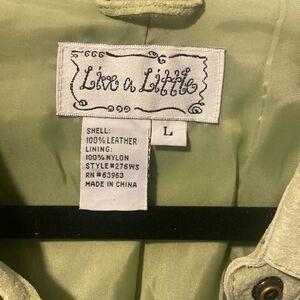 Live a Little
L
SHELL:
100% LEATHER
LINING:
100% NYLON
STYLE#276WS
RN#63963
MADE IN CHINA